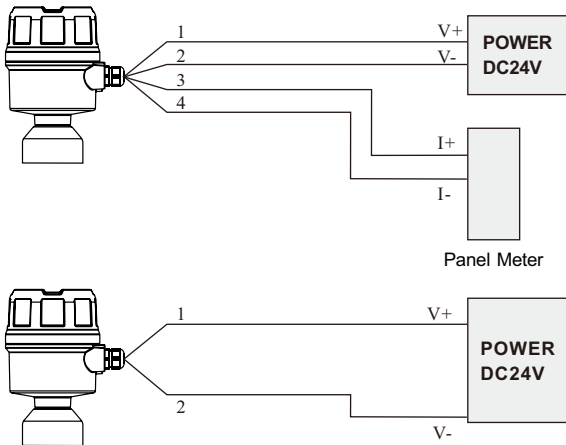 1
V+
2
V-
POWER
DC24V
3
4
I+
I-
Panel Meter
1
V+
POWER
DC24V
2
V-